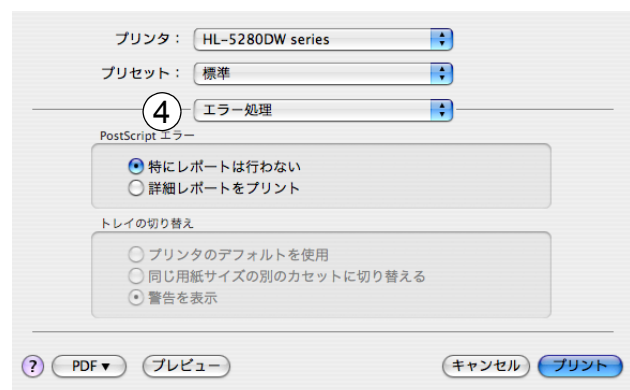 プリンタ： HL-5280DW series
プリセット： 標準
④ エラー処理
PostScript エラー
特にレポートは行わない
詳細レポートをプリント
トレイの切り替え
プリンタのデフォルトを使用
同じ用紙サイズの別のカセットに切り替える
警告を表示
? PDF▼ プレビュー キャンセル プリント